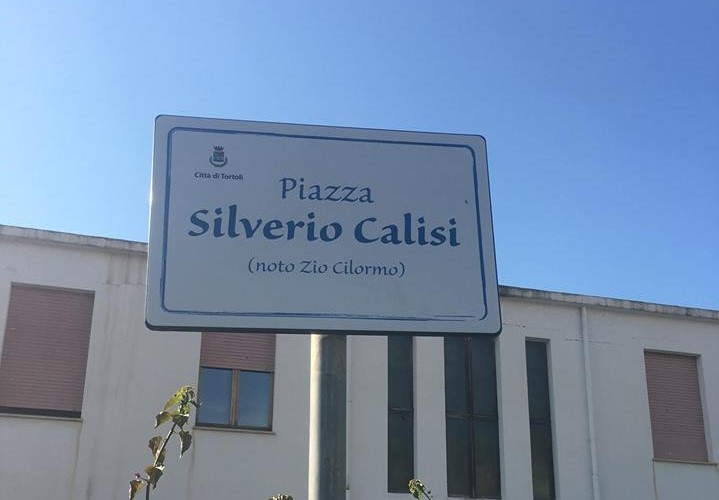 Città di Tortolì
Piazza
Silverio Calisi
(noto Zio Cilormo)